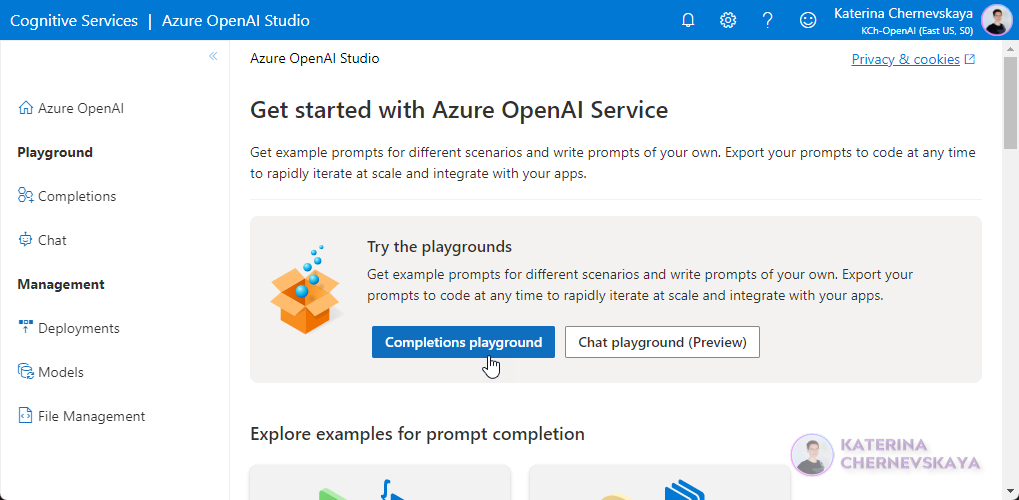 Cognitive Services | Azure OpenAI Studio
Katerina Chernevskaya
KCh-OpenAI (East US, S0)
Azure OpenAI Studio
Privacy & cookies
Azure OpenAI
Playground
Completions
Chat
Management
Deployments
Models
File Management
Get started with Azure OpenAI Service
Get example prompts for different scenarios and write prompts of your own. Export your prompts to code at any time
to rapidly iterate at scale and integrate with your apps.
Try the playgrounds
Get example prompts for different scenarios and write prompts of your own. Export your
prompts to code at any time to rapidly iterate at scale and integrate with your apps.
Completions playground
Chat playground (Preview)
Explore examples for prompt completion
KATERINA
CHERNEVSKAYA